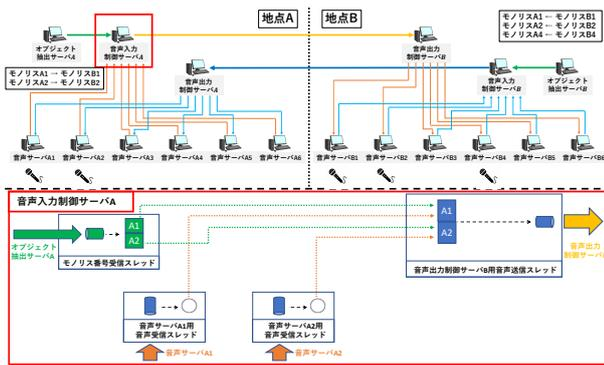 地点A
地点B
モノリスA1 ← モノリスB1
モノリスA2 ← モノリスB2
モノリスA4 ← モノリスB4
オブジェクト
抽出サーバA
音声入力
制御サーバA
音声出力
制御サーバB
モノリスA1 → モノリスB1
モノリスA2 → モノリスB2
音声出力
制御サーバA
音声入力
制御サーバB
オブジェクト
抽出サーバB
音声サーバA1
音声サーバA2
音声サーバA3
音声サーバA4
音声サーバA5
音声サーバA6
音声サーバB1
音声サーバB2
音声サーバB3
音声サーバB4
音声サーバB5
音声サーバB6
音声入力制御サーバA
オブジェクト
抽出サーバA
A1
A2
モノリス番号受信スレッド
A1
A2
音声出力制御サーバB用音声送信スレッド
音声出力
制御サーバ
音声サーバA1用
音声受信スレッド
音声サーバA2用
音声受信スレッド
音声サーバA1
音声サーバA2